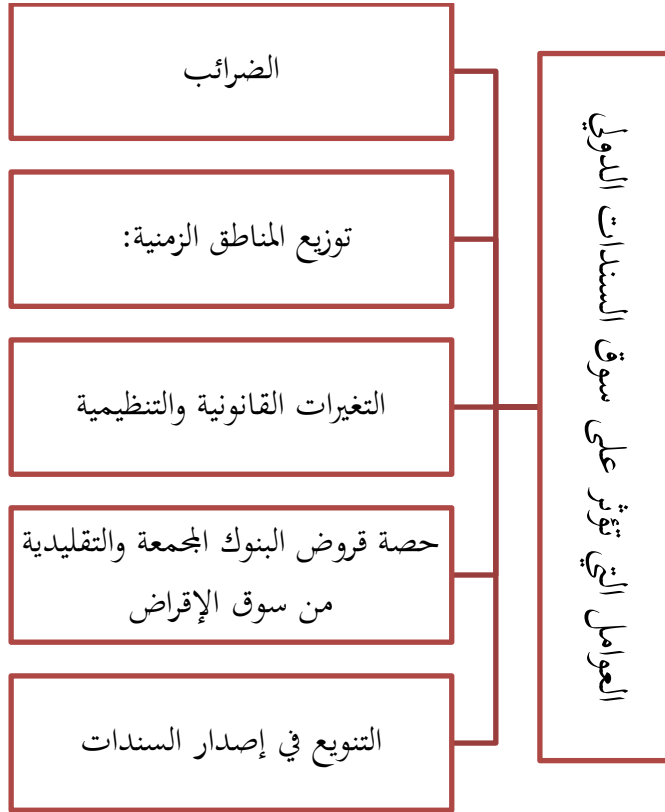 العوامل التي تؤثر على سوق السندات الدولي
الضرائب
توزيع المناطق الزمنية:
التغيرات القانونية والتنظيمية
حصة قروض البنوك المجمعة والتقليدية
من سوق الإقراض
التنويع في إصدار السندات